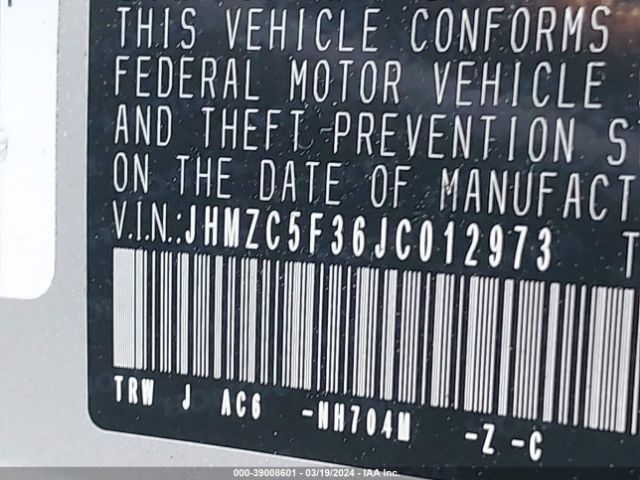 THIS VEHICLE CONFORMS
FEDERAL MOTOR VEHICLE
AND THEFT PREVENTION S
ON THE DATE OF MANUFACT
V.I.N.: JHMZC5F36JC012973 T
TRW J AC6 -NH704M -Z -C
000-39008601 - 03/19/2024 - IAA Inc.